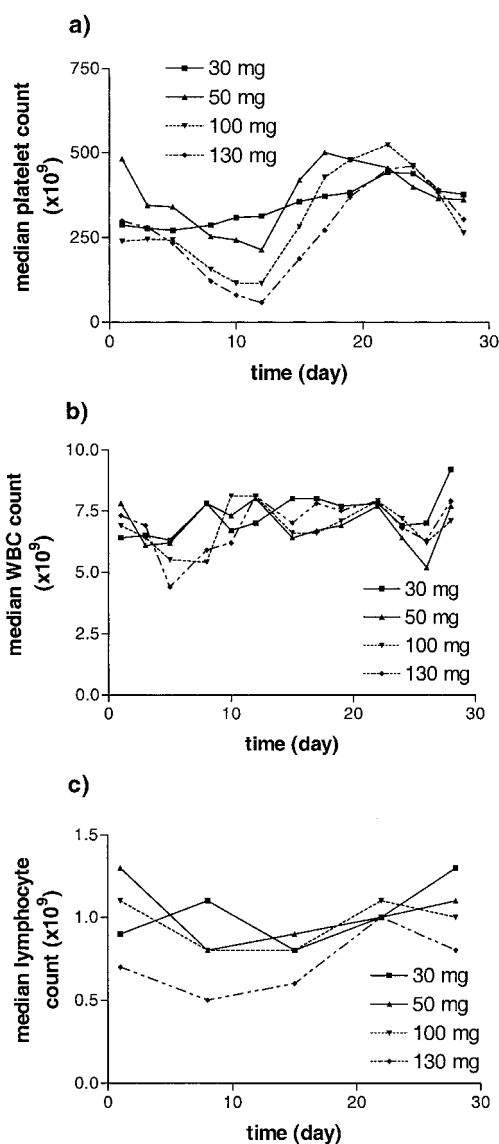 a)
30 mg
50 mg
100 mg
130 mg
750
500
250
0
median platelet count
(x10⁹)
0 10 20 30
time (day)
b)
10.0
7.5
5.0
2.5
0.0
median WBC count
(x10⁹)
30 mg
50 mg
100 mg
130 mg
0 10 20 30
time (day)
c)
1.5
1.0
0.5
0.0
median lymphocyte
count (x10⁹)
30 mg
50 mg
100 mg
130 mg
0 10 20 30
time (day)